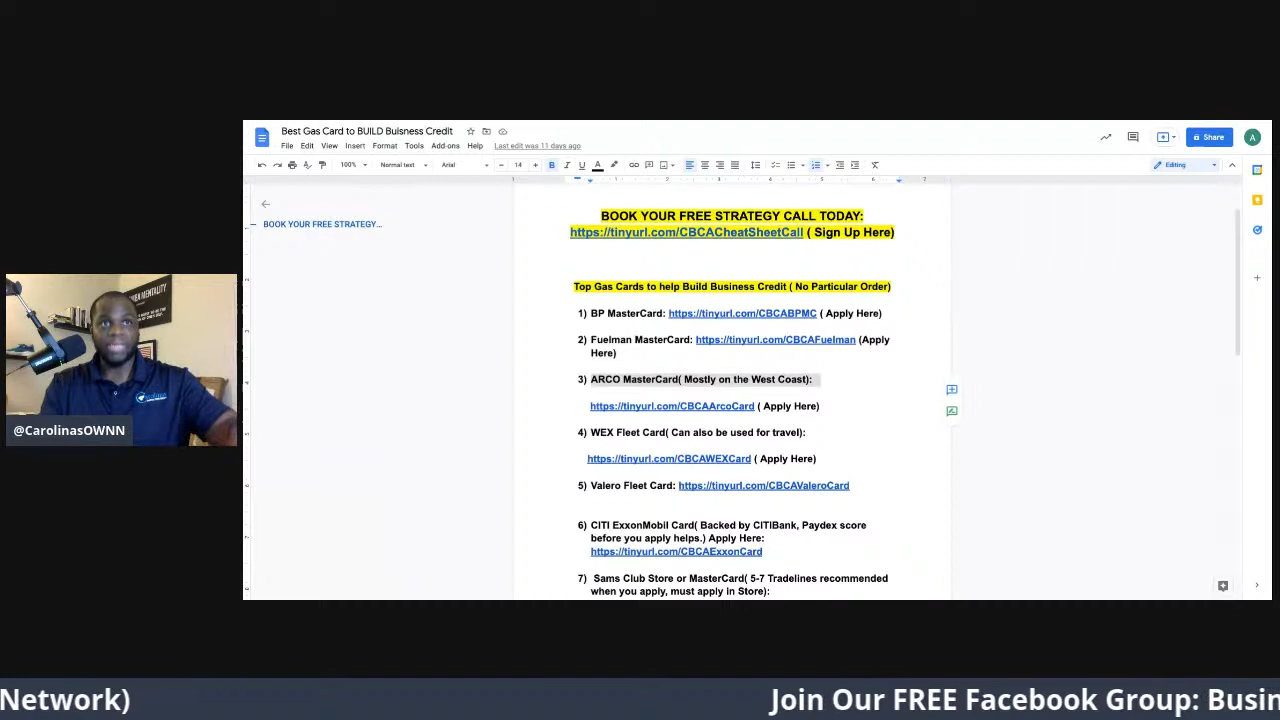 Best Gas Card to BUILD Buisness Credit
File Edit View Insert Format Tools Add-ons Help Last edit was 11 days ago
Share
A
100% Normal text Arial 14 B I U A Editing
BOOK YOUR FREE STRATEGY...
BOOK YOUR FREE STRATEGY CALL TODAY:
https://tinyurl.com/CBCACheatSheetCall ( Sign Up Here)
Top Gas Cards to help Build Business Credit ( No Particular Order)
1) BP MasterCard: https://tinyurl.com/CBCABPMC ( Apply Here)
2) Fuelman MasterCard: https://tinyurl.com/CBCAFuelman (Apply
Here)
3) ARCO MasterCard( Mostly on the West Coast):
https://tinyurl.com/CBCAArcoCard ( Apply Here)
4) WEX Fleet Card( Can also be used for travel):
https://tinyurl.com/CBCAWEXCard ( Apply Here)
5) Valero Fleet Card: https://tinyurl.com/CBCAValeroCard
6) CITI ExxonMobil Card( Backed by CITIBank, Paydex score
before you apply helps.) Apply Here:
https://tinyurl.com/CBCAExxonCard
7) Sams Club Store or MasterCard( 5-7 Tradelines recommended
when you apply, must apply in Store):
MENTALITY
@CarolinasOWNN
Network) Join Our FREE Facebook Group: Busin